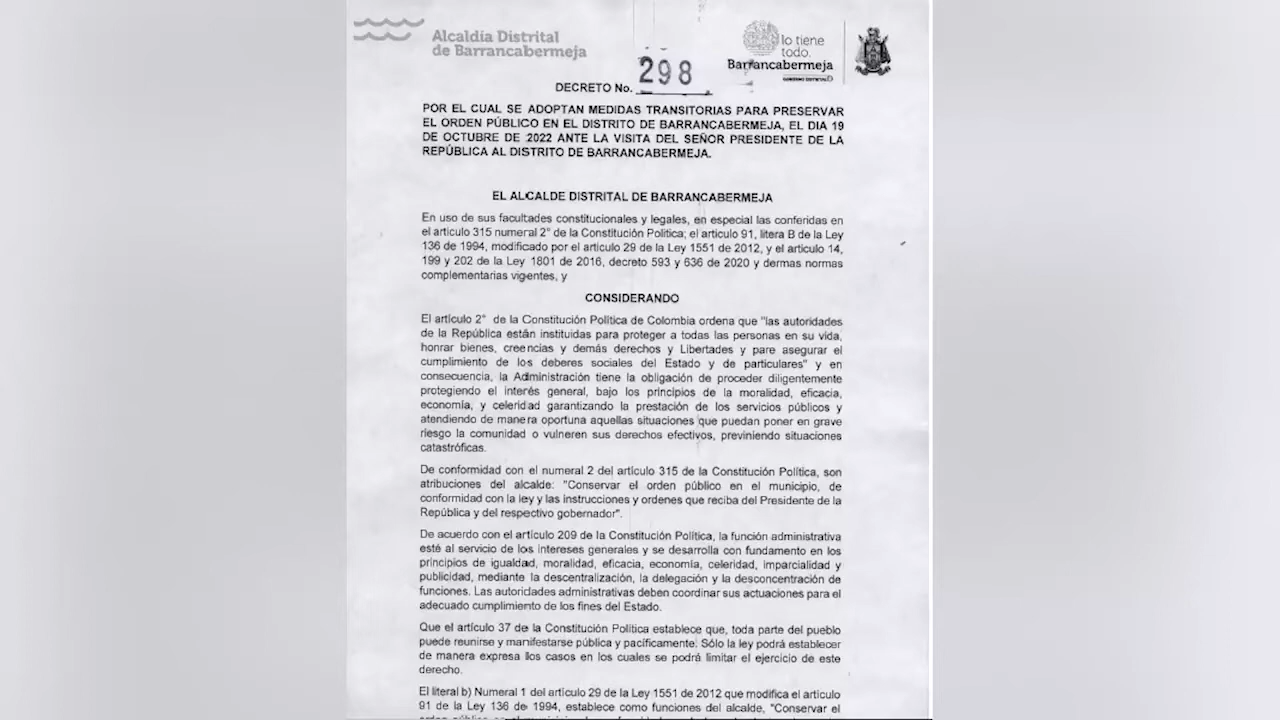 Alcaldía Distrital
de Barrancabermeja
lo tiene
todo.
Barrancabermeja
DECRETO No. 298
POR EL CUAL SE ADOPTAN MEDIDAS TRANSITORIAS PARA PRESERVAR
EL ORDEN PÚBLICO EN EL DISTRITO DE BARRANCABERMEJA, EL DIA 19
DE OCTUBRE DE 2022 ANTE LA VISITA DEL SEÑOR PRESIDENTE DE LA
REPÚBLICA AL DISTRITO DE BARRANCABERMEJA.
EL ALCALDE DISTRITAL DE BARRANCABERMEJA
En uso de sus facultades constitucionales y legales, en especial las conferidas en
el articulo 315 numeral 2° de la Constitución Politica; el articulo 91, litera B de la Ley
136 de 1994, modificado por el articulo 29 de la Ley 1551 de 2012, y el articulo 14,
199 y 202 de la Ley 1801 de 2016, decreto 593 y 636 de 2020 y dermas normas
complementarias vigentes, y
CONSIDERANDO
El artículo 2° de la Constitución Política de Colombia ordena que "las autoridades
de la República están instituidas para proteger a todas las personas en su vida,
honrar bienes, creencias y demás derechos y Libertades y pare asegurar el
cumplimiento de los deberes sociales del Estado y de particulares" y en
consecuencia, la Administración tiene la obligación de proceder diligentemente
protegiendo el interés general, bajo los principios de la moralidad, eficacia,
economía, y celeridad garantizando la prestación de los servicios públicos y
atendiendo de manera oportuna aquellas situaciones que puedan poner en grave
riesgo la comunidad o vulneren sus derechos efectivos, previniendo situaciones
catastróficas.
De conformidad con el numeral 2 del artículo 315 de la Constitución Política, son
atribuciones del alcalde: "Conservar el orden público en el municipio, de
conformidad con la ley y las instrucciones y ordenes que reciba del Presidente de la
República y del respectivo gobernador".
De acuerdo con el artículo 209 de la Constitución Política, la función administrativa
esté al servicio de los intereses generales y se desarrolla con fundamento en los
principios de igualdad, moralidad, eficacia, economía, celeridad, imparcialidad y
publicidad, mediante la descentralización, la delegación y la desconcentración de
funciones. Las autoridades administrativas deben coordinar sus actuaciones para el
adecuado cumplimiento de los fines del Estado.
Que el artículo 37 de la Constitución Política establece que, toda parte del pueblo
puede reunirse y manifestarse pública y pacíficamente. Sólo la ley podrá establecer
de manera expresa los casos en los cuales se podrá limitar el ejercicio de este
derecho.
El literal b) Numeral 1 del artículo 29 de la Ley 1551 de 2012 que modifica el artículo
91 de la Ley 136 de 1994, establece como funciones del alcalde, "Conservar el